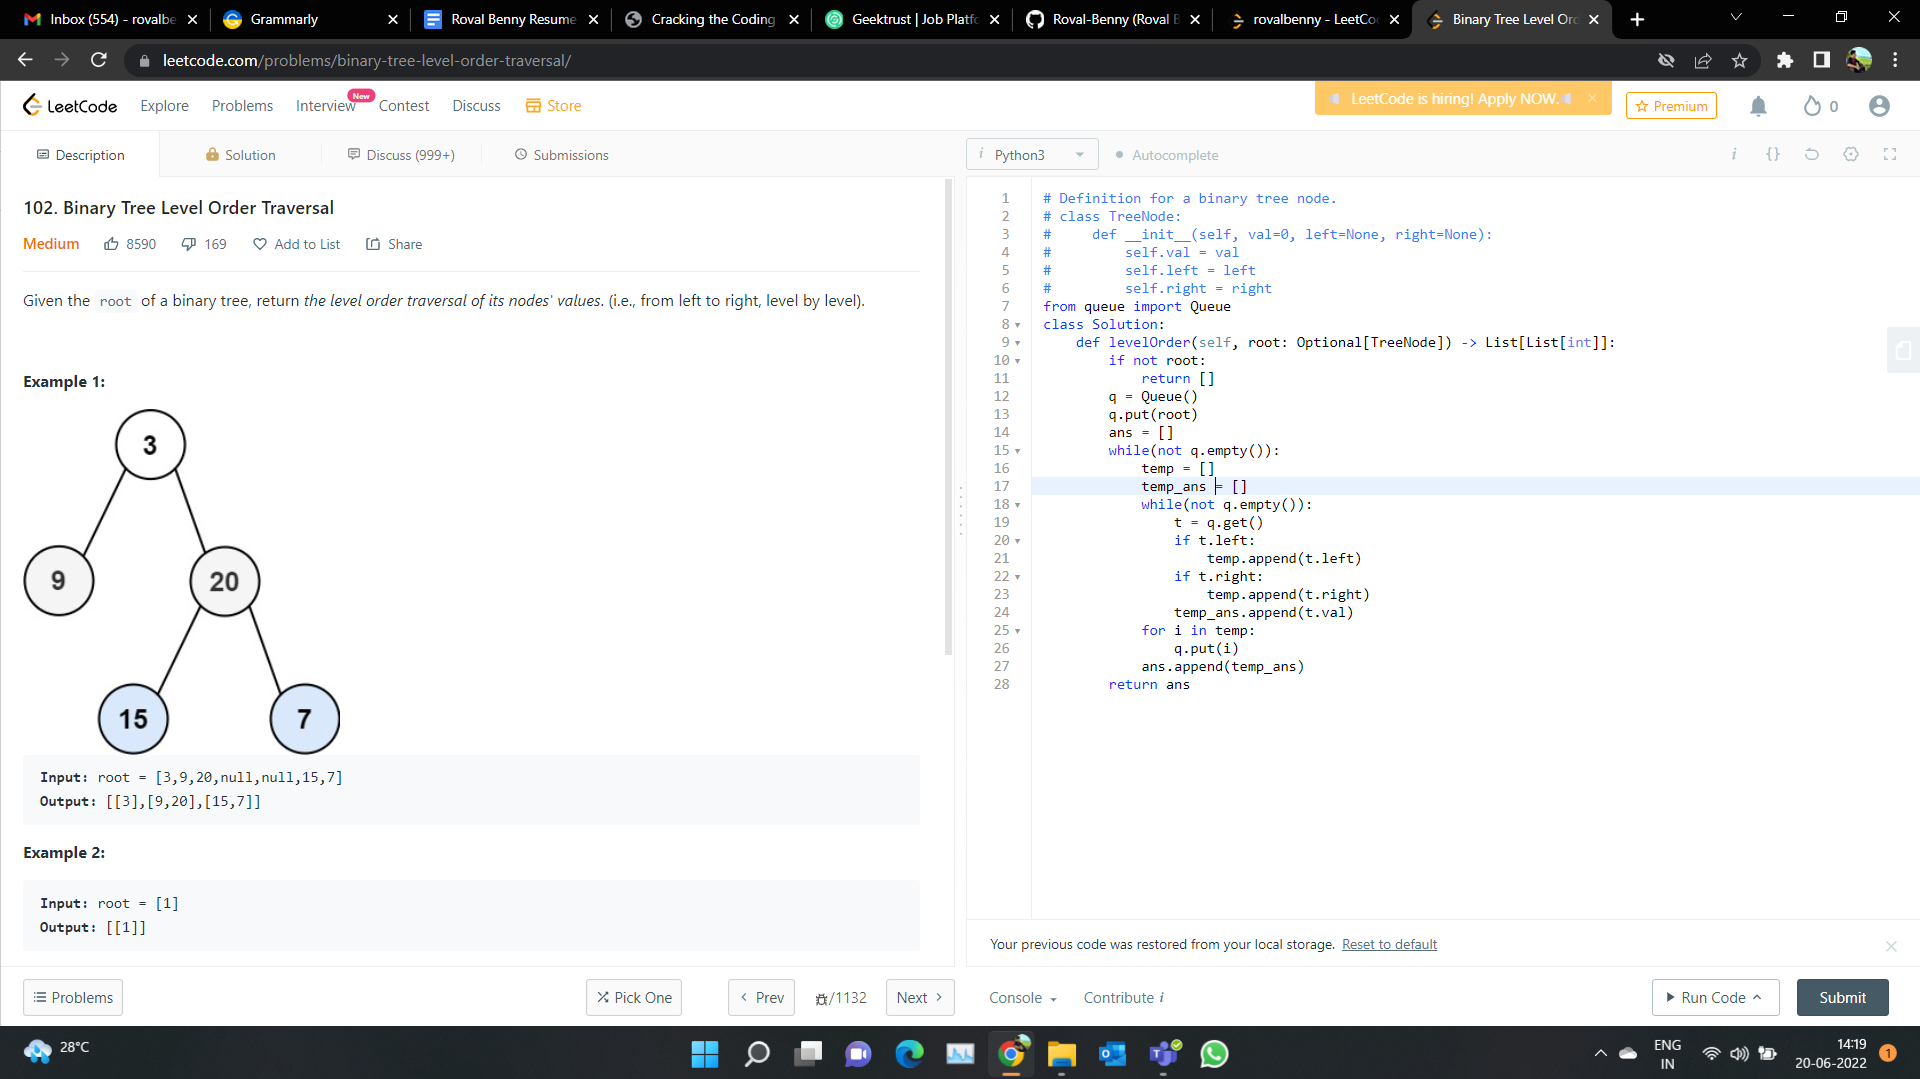 Inbox (554) - rovalbe
Grammarly
Roval Benny Resume
Cracking the Coding
Geektrust | Job Platfo
Roval-Benny (Roval B
rovalbenny - LeetCo
Binary Tree Level Or
leetcode.com/problems/binary-tree-level-order-traversal/
LeetCode
Explore
Problems
Interview
New
Contest
Discuss
Store
LeetCode is hiring! Apply NOW.
Premium
0
Description
Solution
Discuss (999+)
Submissions
i Python3
Autocomplete
i
{}
102. Binary Tree Level Order Traversal
Medium
8590
169
Add to List
Share
Given the root of a binary tree, return the level order traversal of its nodes' values. (i.e., from left to right, level by level).
Example 1:
3
9
20
15
7
Input: root = [3,9,20,null,null,15,7]
Output: [[3],[9,20],[15,7]]
Example 2:
Input: root = [1]
Output: [[1]]
1 # Definition for a binary tree node.
2 # class TreeNode:
3 #     def __init__(self, val=0, left=None, right=None):
4 #         self.val = val
5 #         self.left = left
6 #         self.right = right
7 from queue import Queue
8 class Solution:
9     def levelOrder(self, root: Optional[TreeNode]) -> List[List[int]]:
10         if not root:
11             return []
12         q = Queue()
13         q.put(root)
14         ans = []
15         while(not q.empty()):
16             temp = []
17             temp_ans = []
18             while(not q.empty()):
19                 t = q.get()
20                 if t.left:
21                     temp.append(t.left)
22                 if t.right:
23                     temp.append(t.right)
24                 temp_ans.append(t.val)
25             for i in temp:
26                 q.put(i)
27             ans.append(temp_ans)
28         return ans
Your previous code was restored from your local storage. Reset to default
Problems
Pick One
Prev
/1132
Next
Console
Contribute i
Run Code
Submit
28°C
ENG
IN
14:19
20-06-2022
1